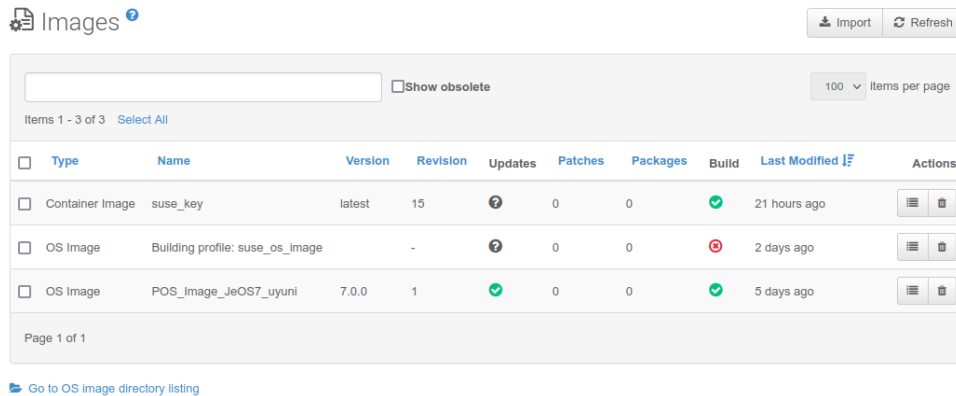 Images ?
Import Refresh
Show obsolete 100 items per page
Items 1 - 3 of 3 Select All
Type Name Version Revision Updates Patches Packages Build Last Modified Actions
Container Image suse_key latest 15 ? 0 0 21 hours ago
OS Image Building profile: suse_os_image - ? 0 0 2 days ago
OS Image POS_Image_JeOS7_uyuni 7.0.0 1 0 0 5 days ago
Page 1 of 1
Go to OS image directory listing